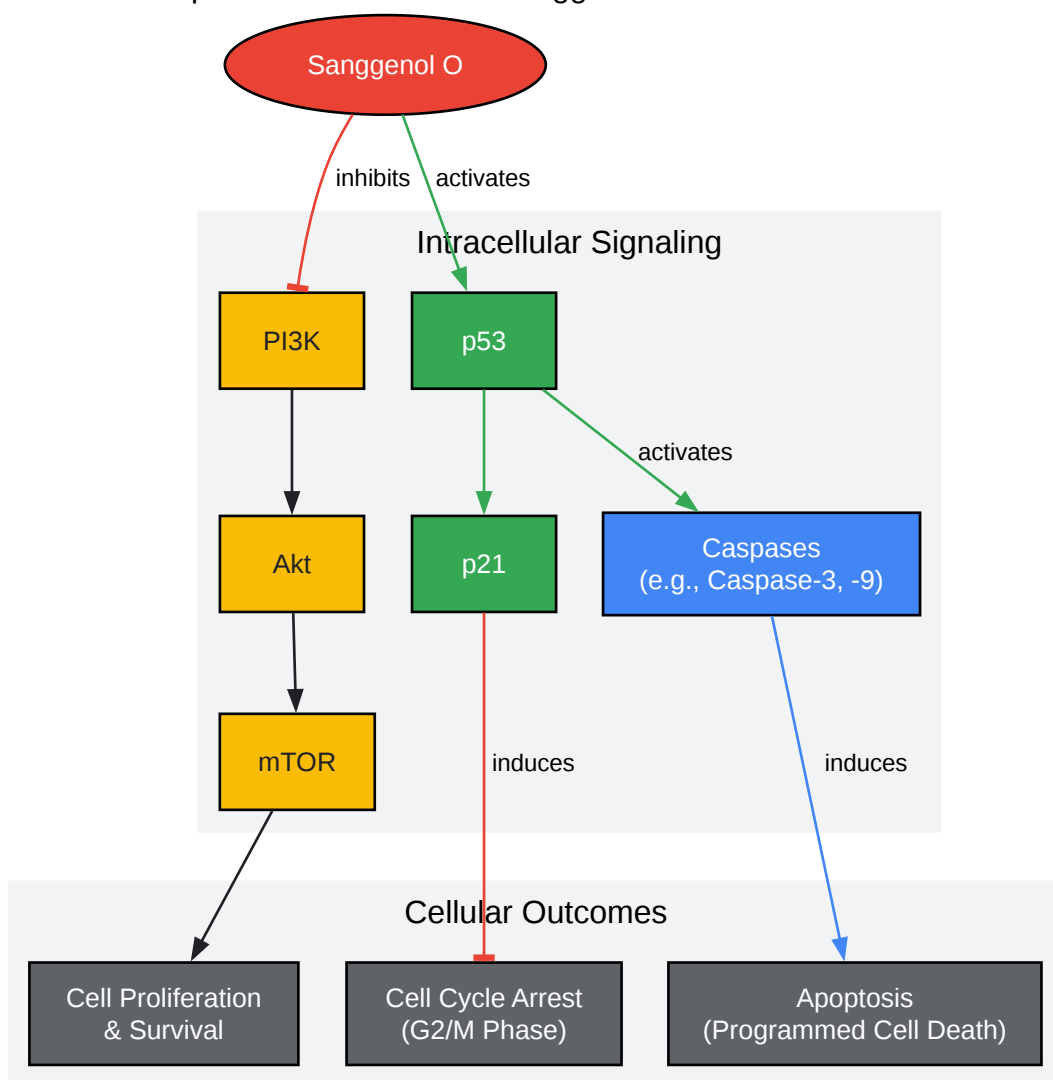 Sanggenol O
inhibits
activates
Intracellular Signaling
PI3K
p53
activates
Akt
p21
Caspases
(e.g., Caspase-3, -9)
mTOR
induces
induces
Cellular Outcomes
Cell Proliferation
& Survival
Cell Cycle Arrest
(G2/M Phase)
Apoptosis
(Programmed Cell Death)